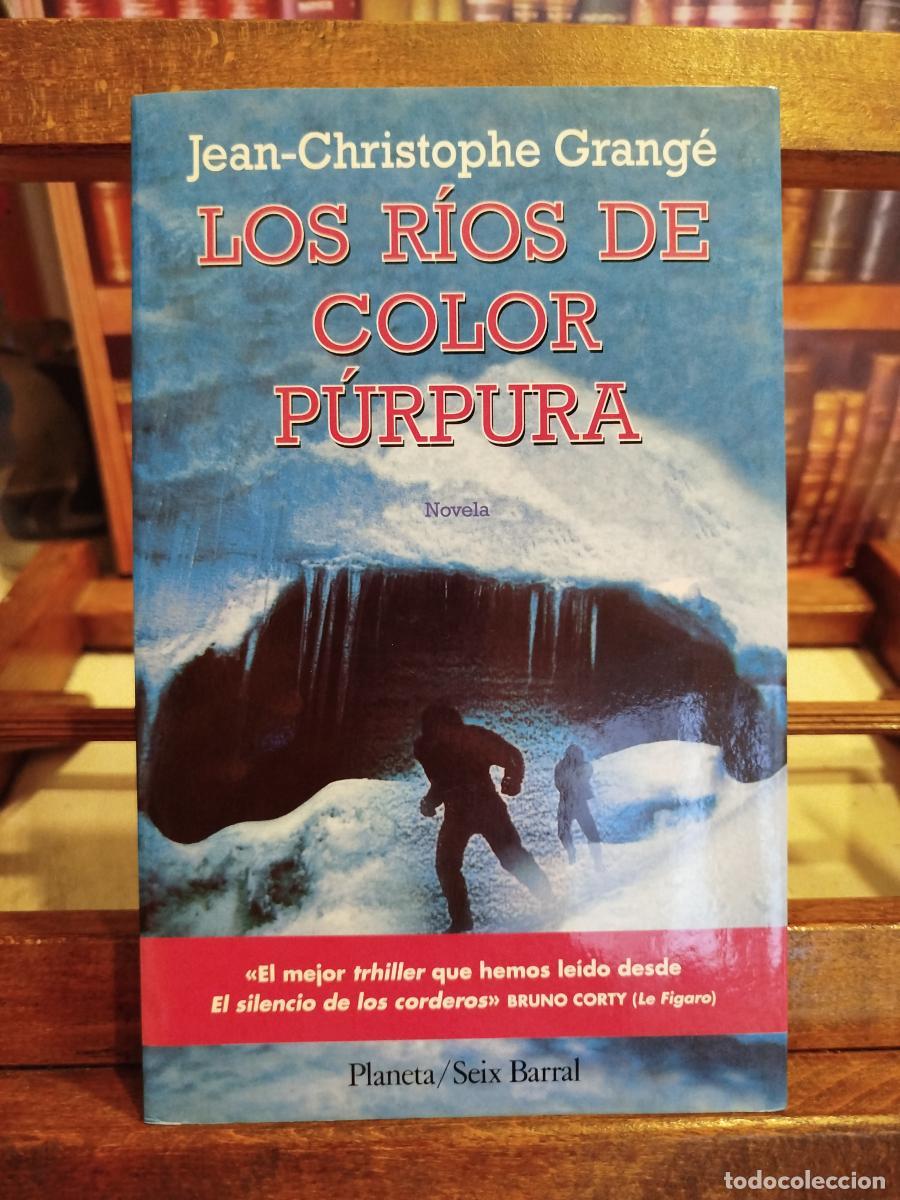 Jean-Christophe Grangé
LOS RÍOS DE
COLOR
PÚRPURA
Novela
«El mejor trhiller que hemos leído desde
El silencio de los corderos» BRUNO CORTY (Le Figaro)
Planeta/Seix Barral
todocoleccion